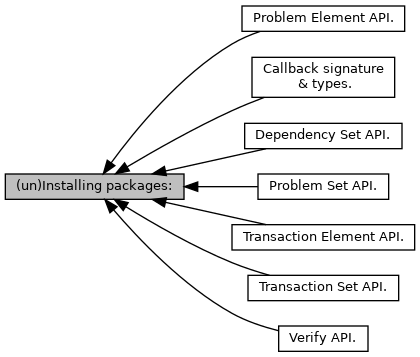 Problem Element API.
Callback signature
& types.
Dependency Set API.
(un)Installing packages:
Problem Set API.
Transaction Element API.
Transaction Set API.
Verify API.